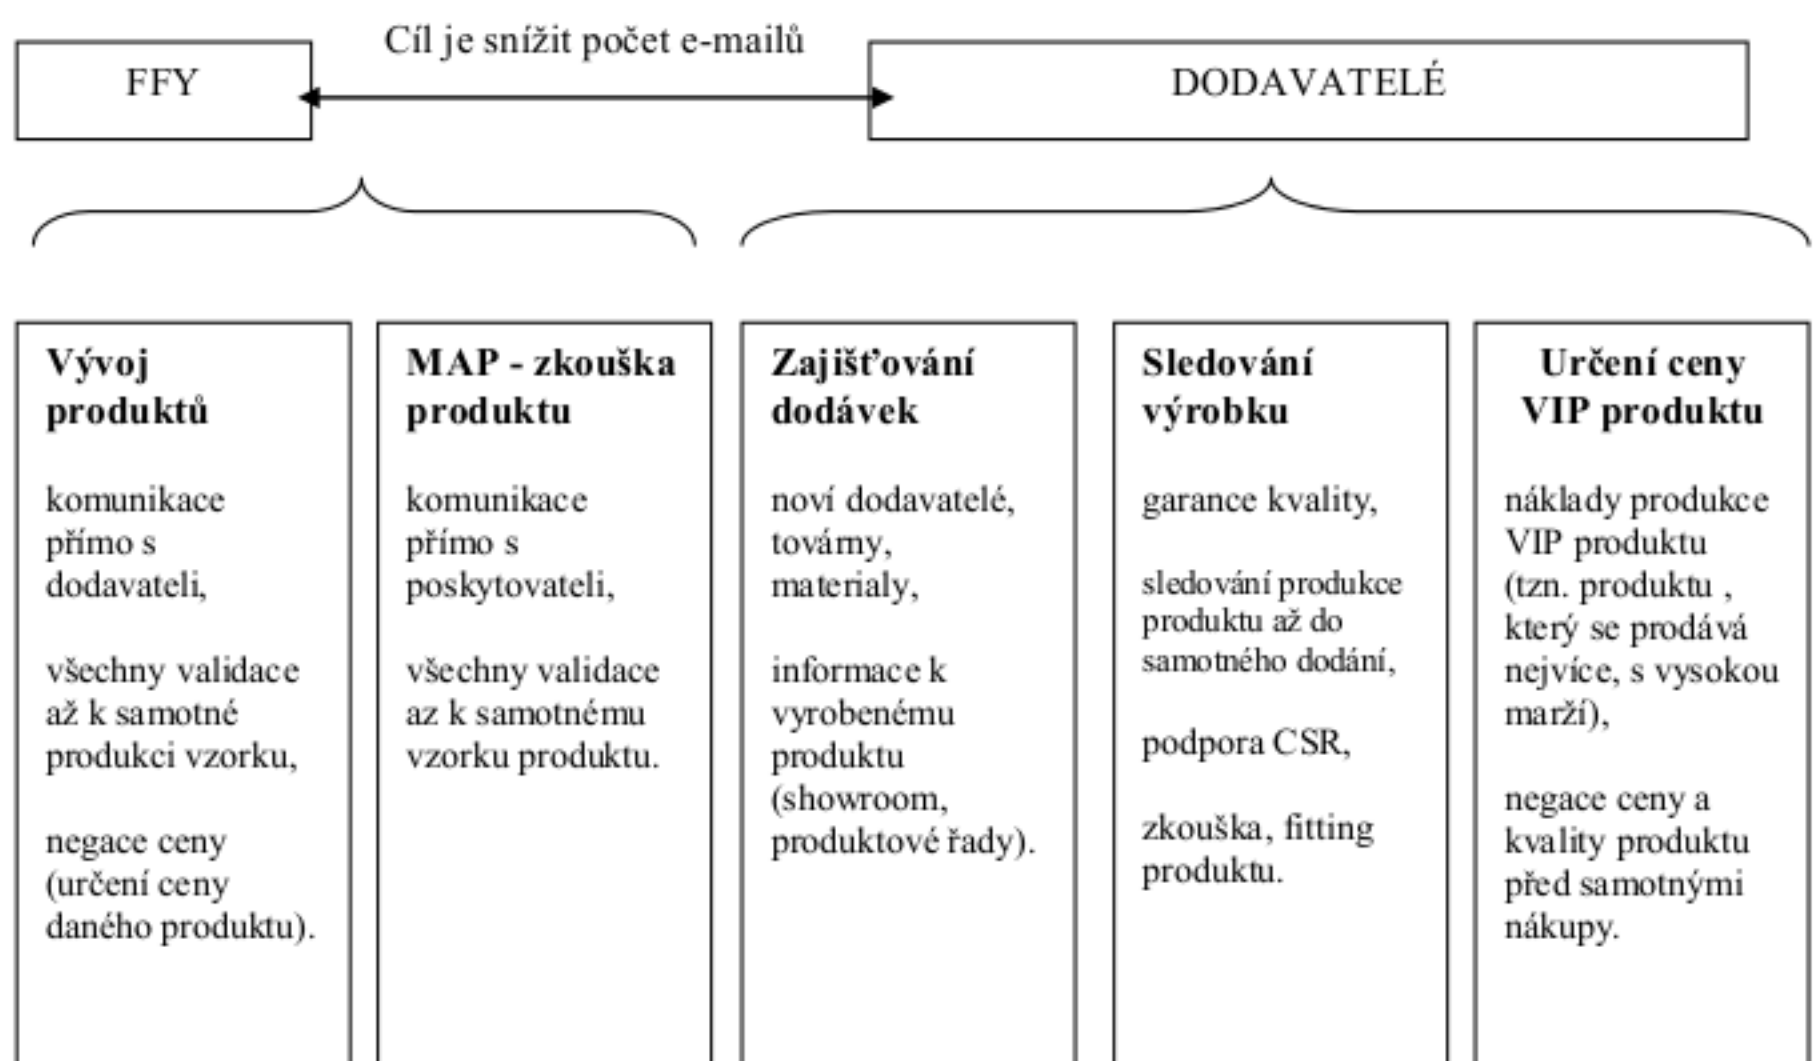 Cíl je snížit počet e-mailů
FFY
DODAVATELÉ
Vývoj
produktů
komunikace
přímo s
dodavateli,
všechny validace
až k samotné
produkci vzorku,
negace ceny
(určení ceny
daného produktu).
MAP - zkouška
produktu
komunikace
přímo s
poskytovateli,
všechny validace
az k samotnému
vzorku produktu.
Zajišťování
dodávek
noví dodavatelé,
továrny,
materialy,
informace k
vyrobenému
produktu
(showroom,
produktové řady).
Sledování
výrobku
garance kvality,
sledování produkce
produktu až do
samotného dodání,
podpora CSR,
zkouška, fitting
produktu.
Určení ceny
VIP produktu
náklady produkce
VIP produktu
(tzn. produktu ,
který se prodává
nejvíce, s vysokou
marží),
negace ceny a
kvality produktu
před samotnými
nákupy.